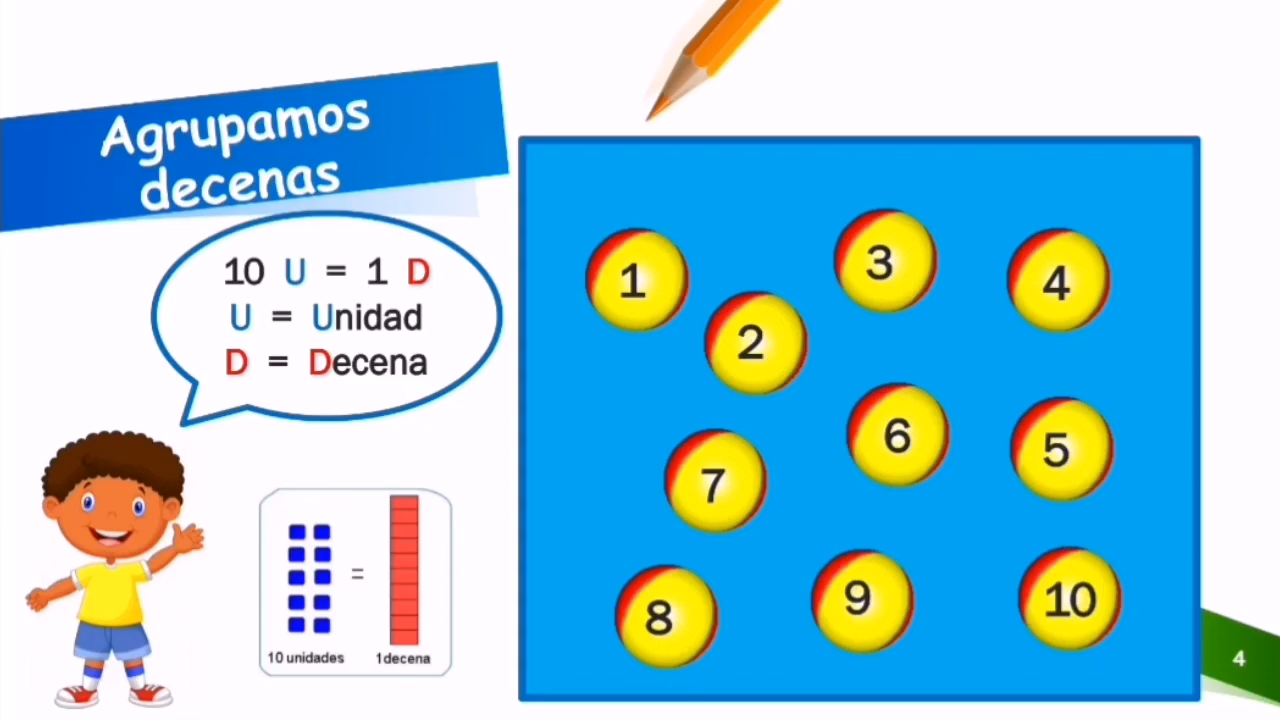 Agrupamos
decenas
10 U = 1 D
U = Unidad
D = Decena
=
10 unidades 1decena
1
2
3
4
7
6
5
8
9
10
4